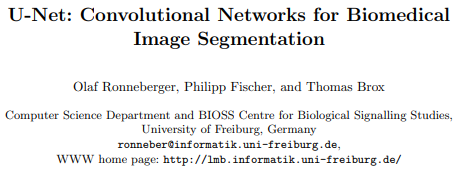 U-Net: Convolutional Networks for Biomedical
Image Segmentation
Olaf Ronneberger, Philipp Fischer, and Thomas Brox
Computer Science Department and BIOSS Centre for Biological Signalling Studies,
University of Freiburg, Germany
ronneber@informatik.uni-freiburg.de,
WWW home page: http://lmb.informatik.uni-freiburg.de/